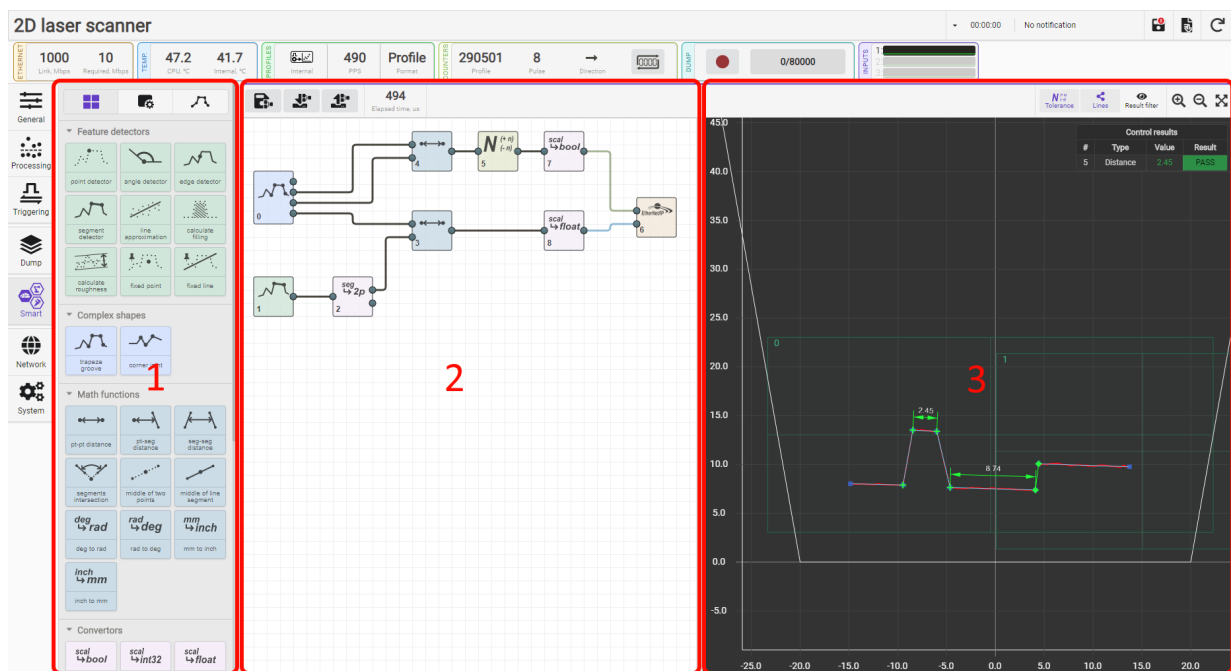 2D laser scanner
00:00:00
No notification
ETHERNET
1000
10
Link, Mbps
Required, Mbps
TEMP.
47.2
41.7
CPU, °C
Internal, °C
PROFILES
490
Profile
Internal
PPS
Format
COUNTERS
290501
8
→
Profile
Pulse
Direction
0000
DUMP
0/80000
INPUTS
1:
2:
3:
General
Processing
Triggering
Dump
Smart
Network
System
Feature detectors
point detector
angle detector
edge detector
segment detector
line approximation
calculate filling
calculate roughness
fixed point
fixed line
Complex shapes
trapeze groove
Math functions
pt-pt distance
pt-seg distance
seg-seg distance
segments intersection
middle of two points
middle of line segment
deg rad
rad deg
mm inch
deg to rad
rad to deg
mm to inch
inch mm
inch to mm
Convertors
scal bool
scal int32
scal float
1
494
Elapsed time, us
0
4
N (+ n) (- n)
5
scal bool
7
3
scal float
8
EtherNet/IP
6
1
seg 2p
2
2
Tolerance
Lines
Result filter
Control results
#
Type
Value
Result
5
Distance
2.45
PASS
45.0
40.0
35.0
30.0
25.0
20.0
15.0
10.0
5.0
0.0
-5.0
0
1
3
2.45
8.74
-25.0
-20.0
-15.0
-10.0
-5.0
0.0
5.0
10.0
15.0
20.0